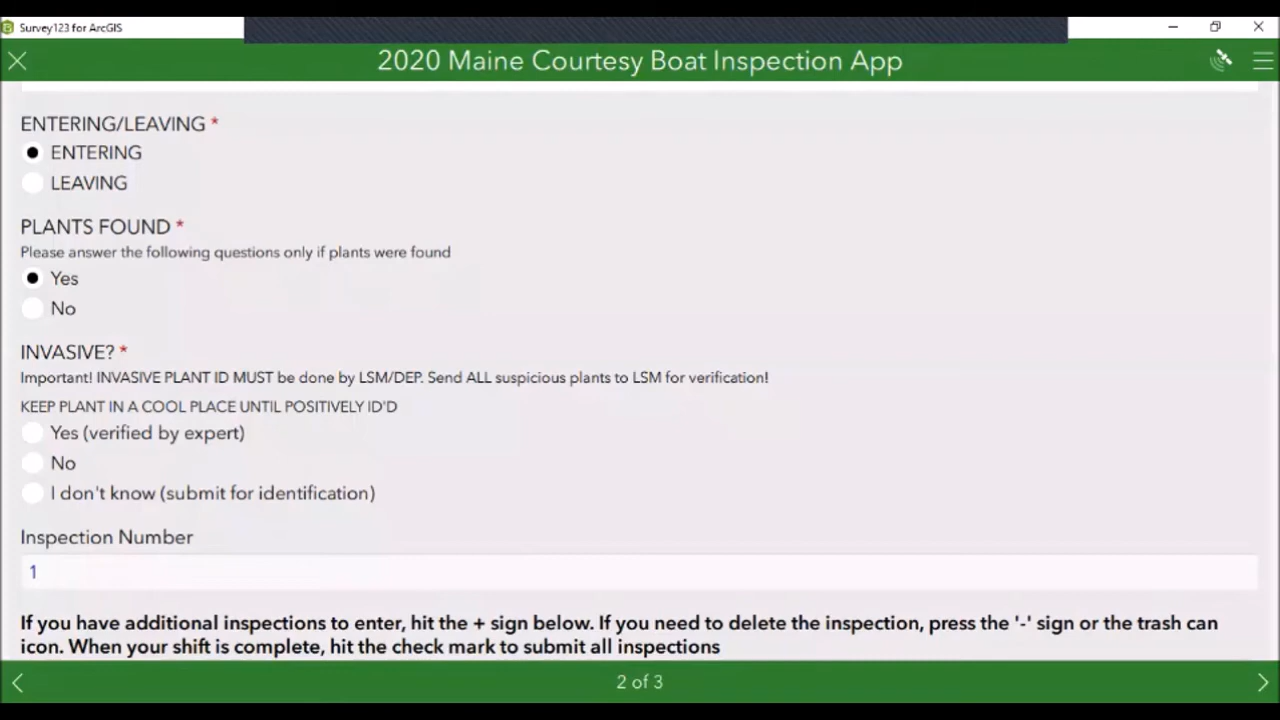 Survey123 for ArcGIS
2020 Maine Courtesy Boat Inspection App
ENTERING/LEAVING *
ENTERING
LEAVING
PLANTS FOUND *
Please answer the following questions only if plants were found
Yes
No
INVASIVE? *
Important! INVASIVE PLANT ID MUST be done by LSM/DEP. Send ALL suspicious plants to LSM for verification!
KEEP PLANT IN A COOL PLACE UNTIL POSITIVELY ID'D
Yes (verified by expert)
No
I don't know (submit for identification)
Inspection Number
1
If you have additional inspections to enter, hit the + sign below. If you need to delete the inspection, press the '-' sign or the trash can
icon. When your shift is complete, hit the check mark to submit all inspections
2 of 3